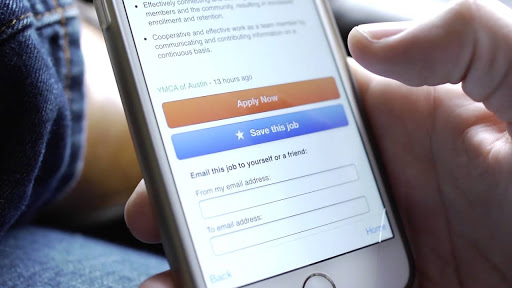 • Effectively connecting
members and the community, resulting in increased
enrollment and retention.
• Cooperative and effective work as a team member by
communicating and contributing information on a
continuous basis.
YMCA of Austin - 13 hours ago
Apply Now
★ Save this job
Email this job to yourself or a friend:
From my email address:
To email address:
Back
Home